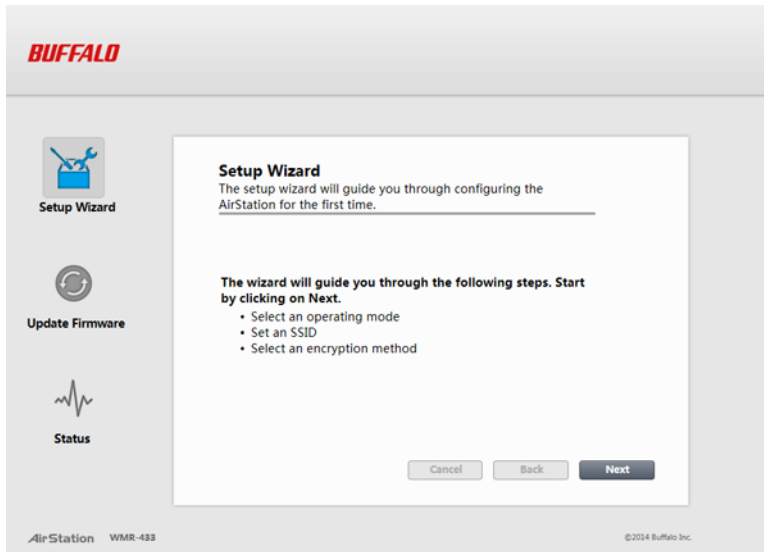 BUFFALO
Setup Wizard
Update Firmware
Status
Setup Wizard
The setup wizard will guide you through configuring the
AirStation for the first time.
The wizard will guide you through the following steps. Start
by clicking on Next.
• Select an operating mode
• Set an SSID
• Select an encryption method
Cancel Back Next
AirStation WMR-433
©2014 Buffalo Inc.